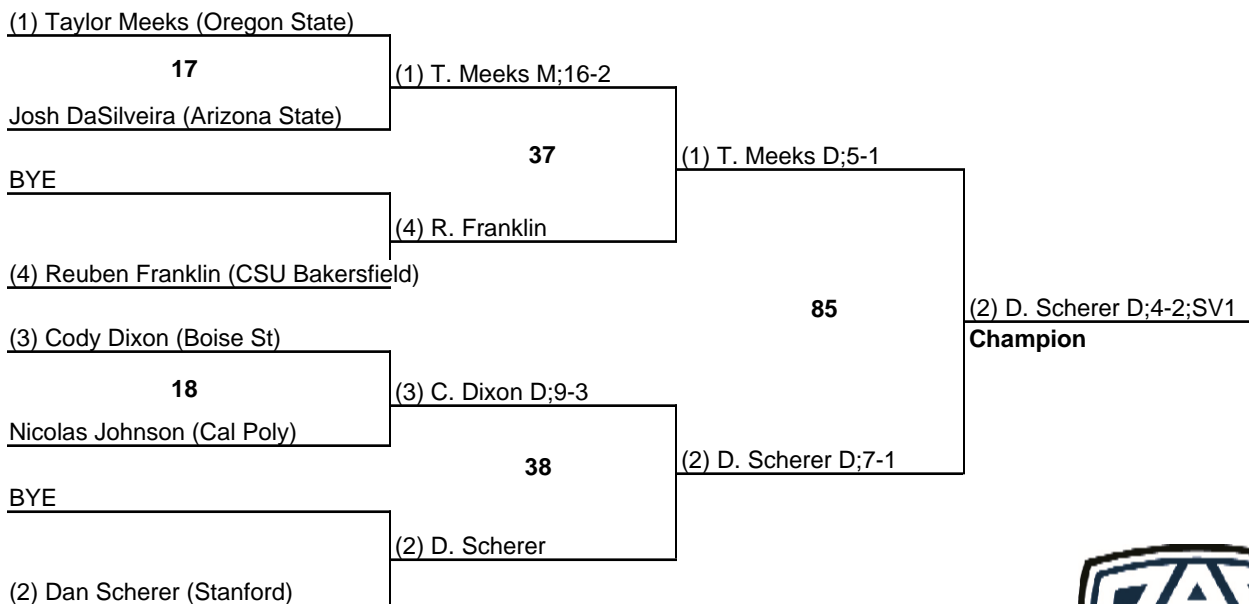 (1) Taylor Meeks (Oregon State)
17
(1) T. Meeks M;16-2
Josh DaSilveira (Arizona State)
37
(1) T. Meeks D;5-1
BYE
(4) R. Franklin
(4) Reuben Franklin (CSU Bakersfield)
85
(2) D. Scherer D;4-2;SV1
Champion
(3) Cody Dixon (Boise St)
18
(3) C. Dixon D;9-3
Nicolas Johnson (Cal Poly)
38
(2) D. Scherer D;7-1
BYE
(2) D. Scherer
(2) Dan Scherer (Stanford)